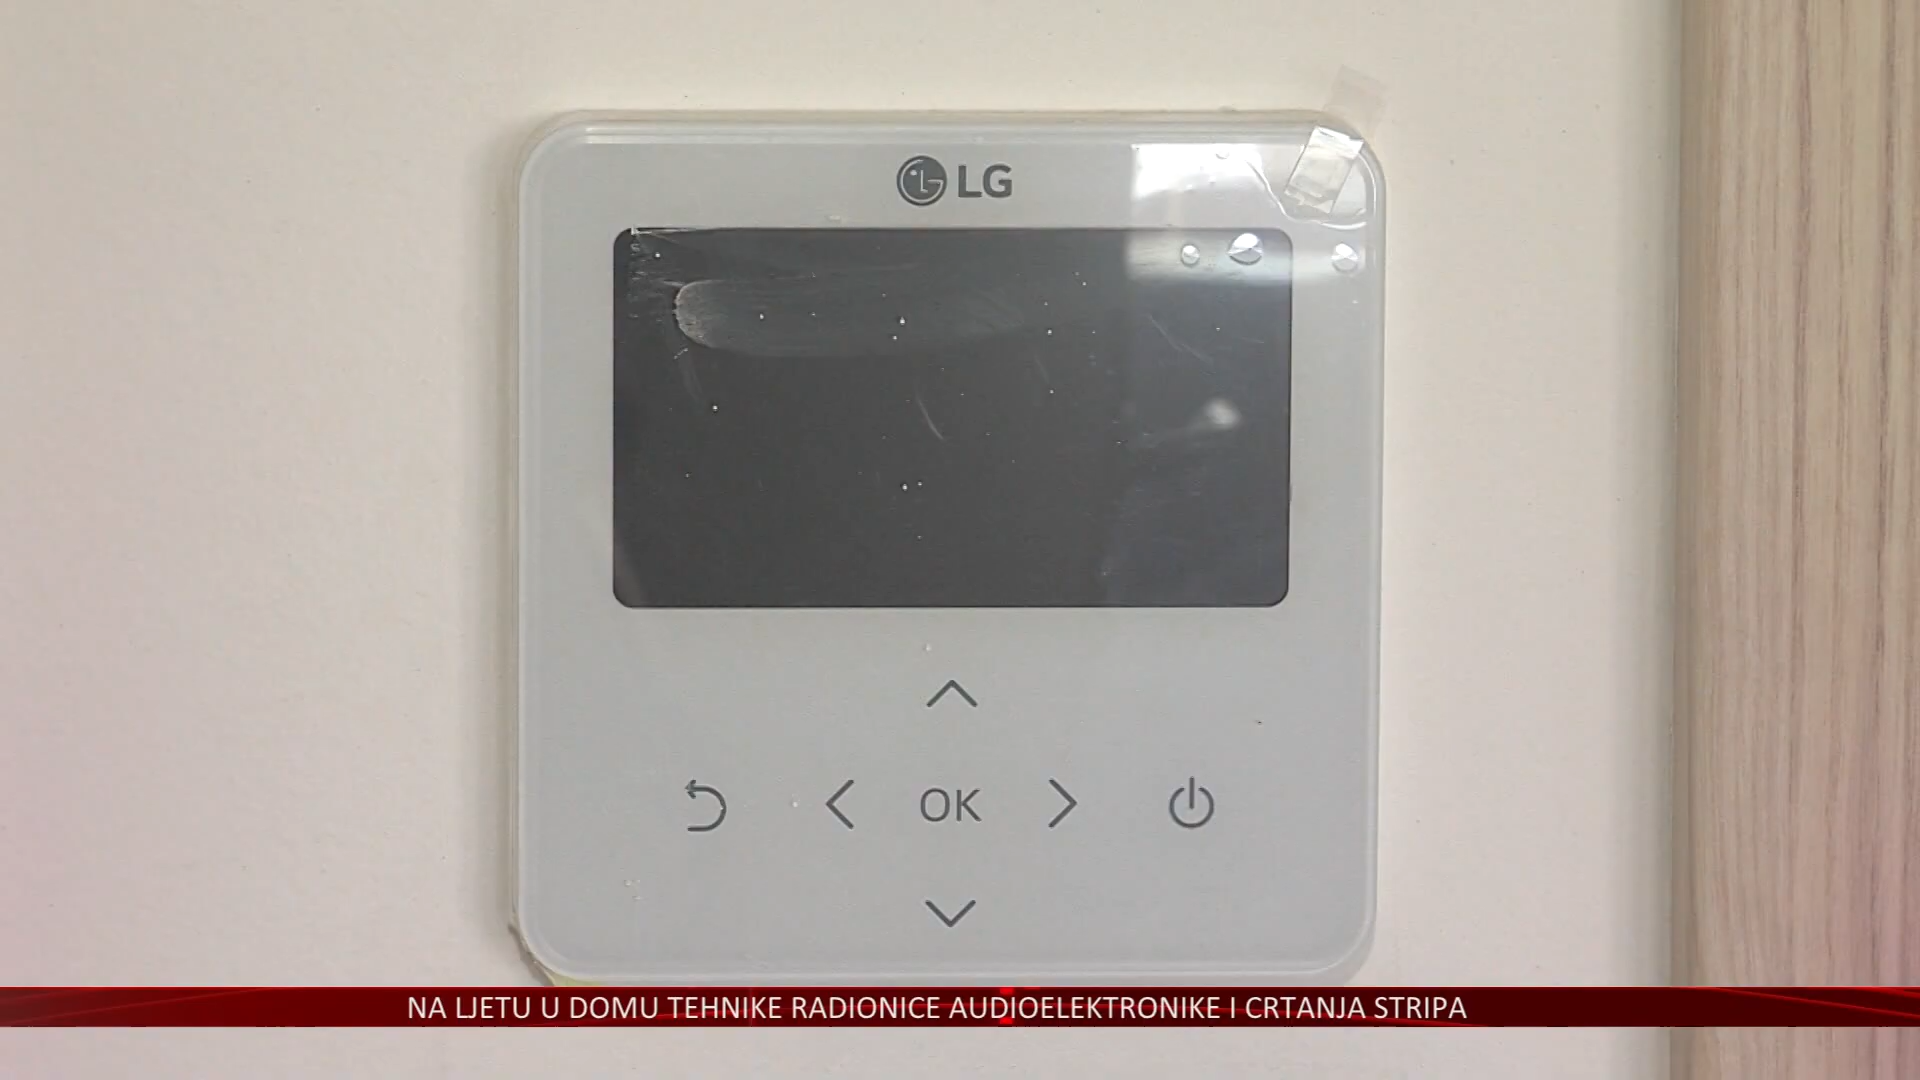 LG
OK
NA LJETU U DOMU TEHNIKE RADIONICE AUDIOELEKTRONIKE I CRTANJA STRIPA